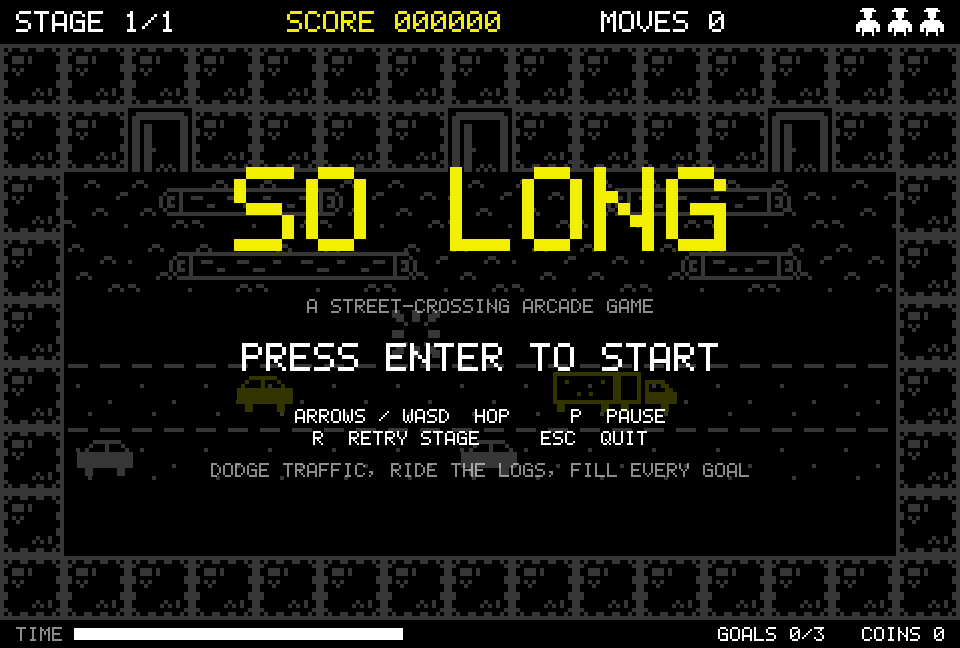 STAGE 1/1 SCORE 000000 MOVES 0
SO LONG
A STREET-CROSSING ARCADE GAME
PRESS ENTER TO START
ARROWS / WASD HOP P PAUSE
R RETRY STAGE ESC QUIT
DODGE TRAFFIC, RIDE THE LOGS, FILL EVERY GOAL
TIME GOALS 0/3 COINS 0